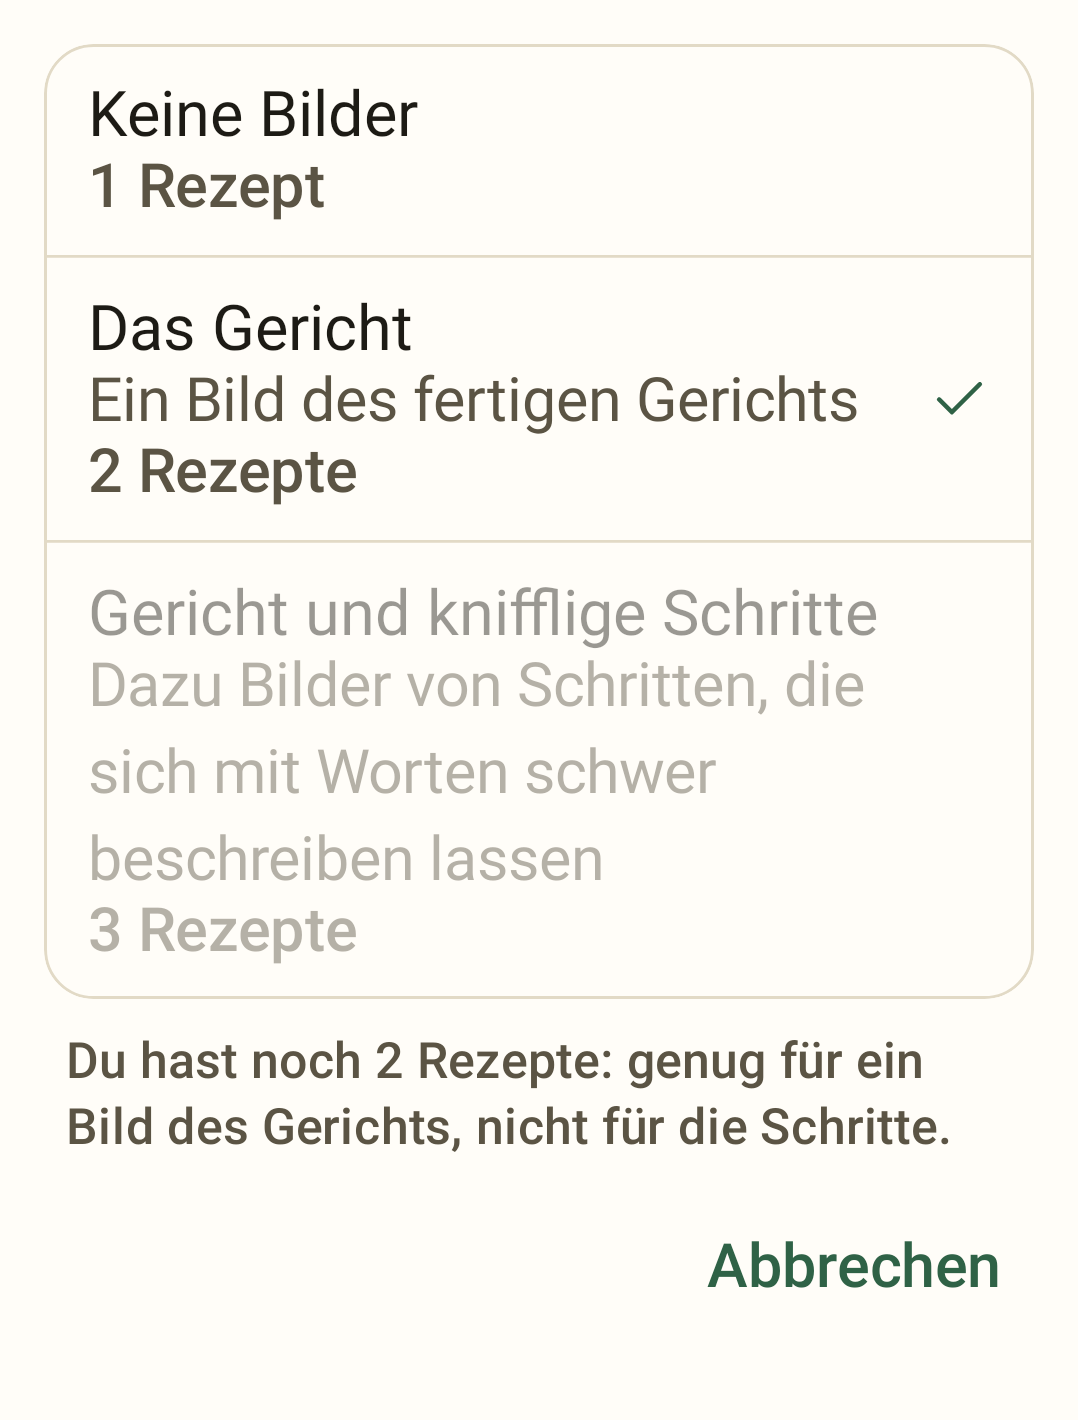 Keine Bilder
1 Rezept
Das Gericht
Ein Bild des fertigen Gerichts
2 Rezepte
Gericht und knifflige Schritte
Dazu Bilder von Schritten, die
sich mit Worten schwer
beschreiben lassen
3 Rezepte
Du hast noch 2 Rezepte: genug für ein
Bild des Gerichts, nicht für die Schritte.
Abbrechen